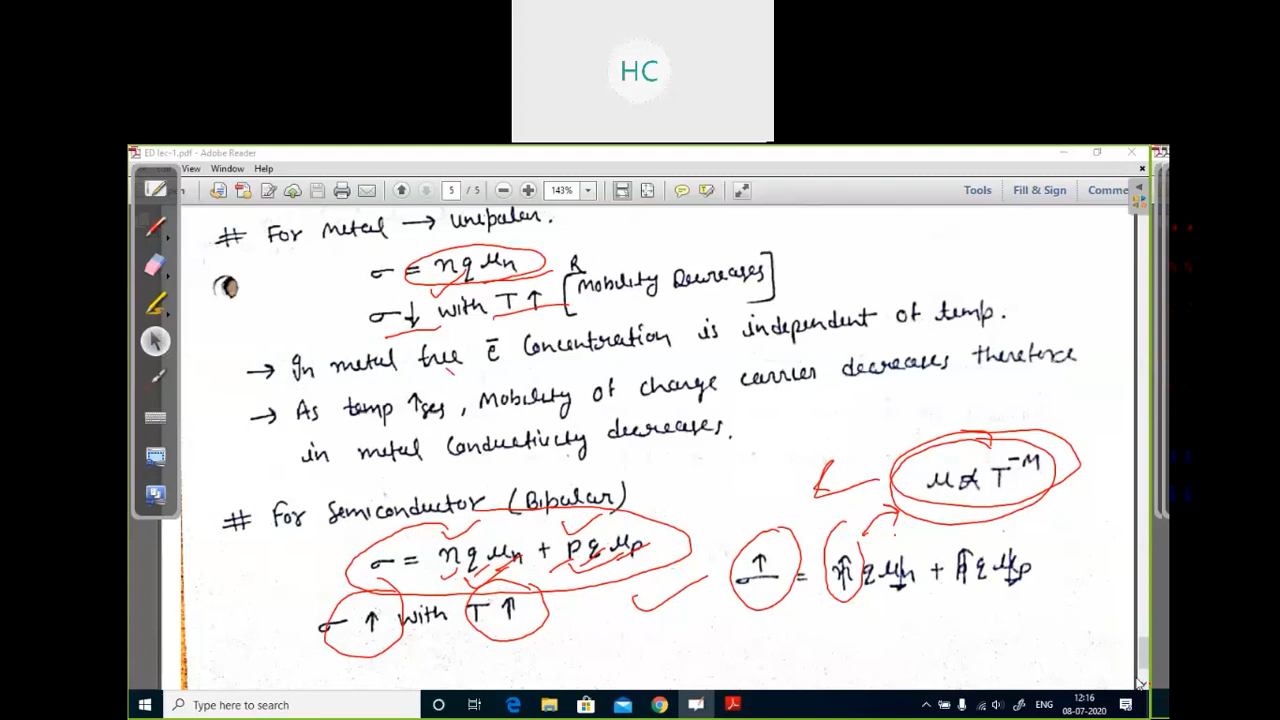 HC
ED lec-1.pdf - Adobe Reader
View Window Help
5 / 5 143% Tools Fill & Sign Comme
# For metal → unipolar.
σ = nqμn
σ↓ with T↑ [Mobility Decreases]
→ In metal free ē concentration is independent of temp.
→ As temp ↑ses, Mobility of charge carrier decreases therefore
in metal conductivity decreases.
μ ∝ T⁻ᴹ
# For Semiconductor (Bipolar)
σ = nqμn + pqμp
σ↑ = n↑qμn↓ + p↑qμp↓
σ ↑ with T ↑
Type here to search
ENG
12:16
08-07-2020